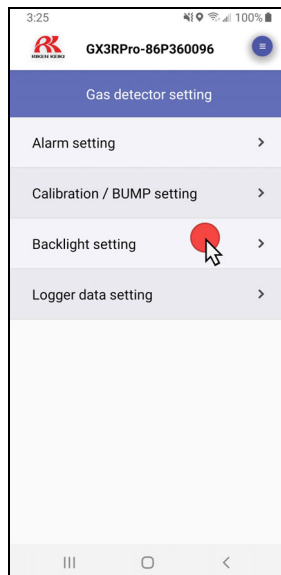 3:25 100%
RK
RIKEN KEIKI
GX3RPro-86P360096
Gas detector setting
Alarm setting
Calibration / BUMP setting
Backlight setting
Logger data setting